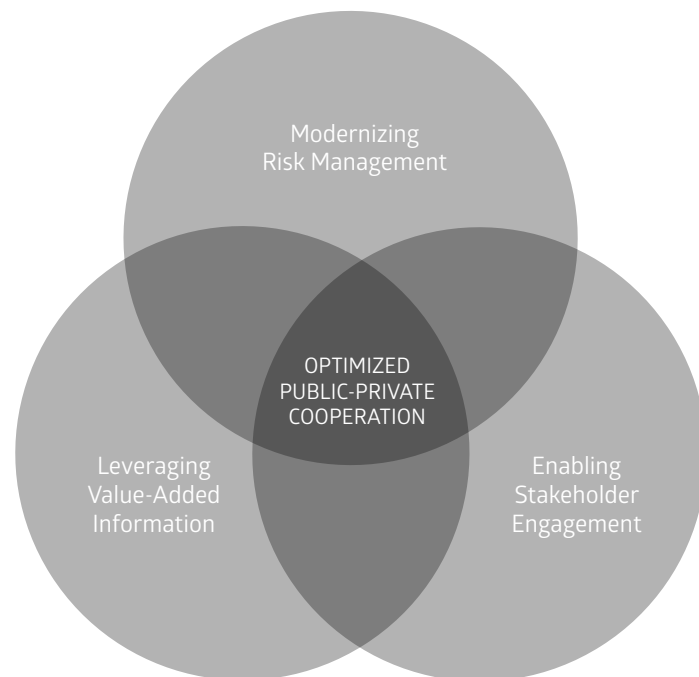 Modernizing
Risk Management
OPTIMIZED
PUBLIC-PRIVATE
COOPERATION
Leveraging
Value-Added
Information
Enabling
Stakeholder
Engagement